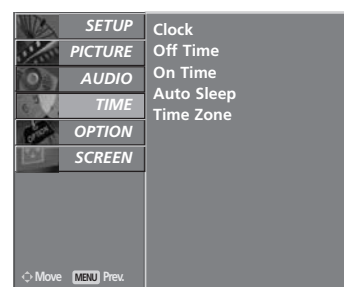 SETUP
PICTURE
AUDIO
TIME
OPTION
SCREEN
Clock
Off Time
On Time
Auto Sleep
Time Zone
Move MENU Prev.